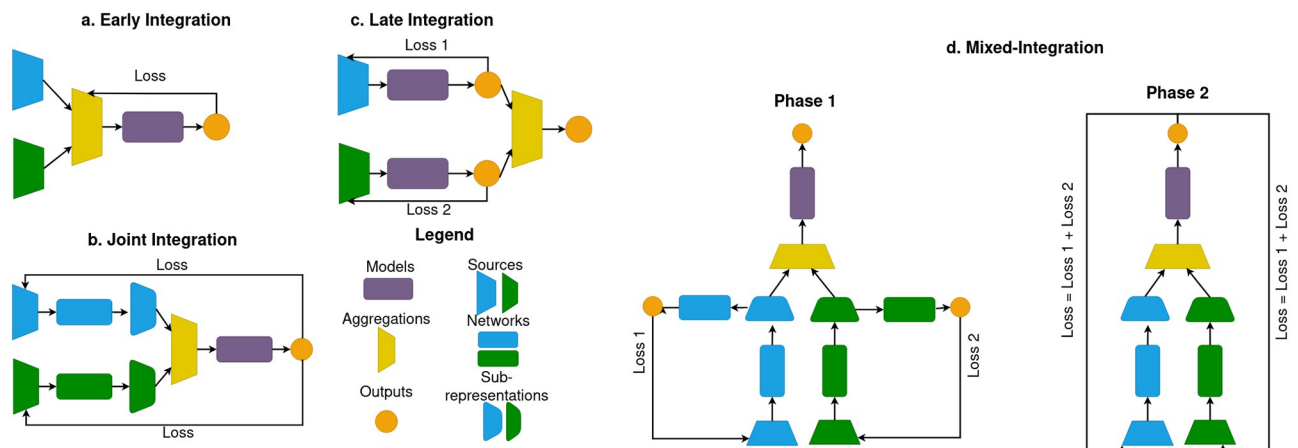 a. Early Integration
Loss
c. Late Integration
Loss 1
Loss 2
b. Joint Integration
Loss
Loss
Legend
Models
Sources
Aggregations
Networks
Outputs
Sub-
representations
d. Mixed-Integration
Phase 1
Loss 1
Loss 2
Phase 2
Loss = Loss 1 + Loss 2
Loss = Loss 1 + Loss 2